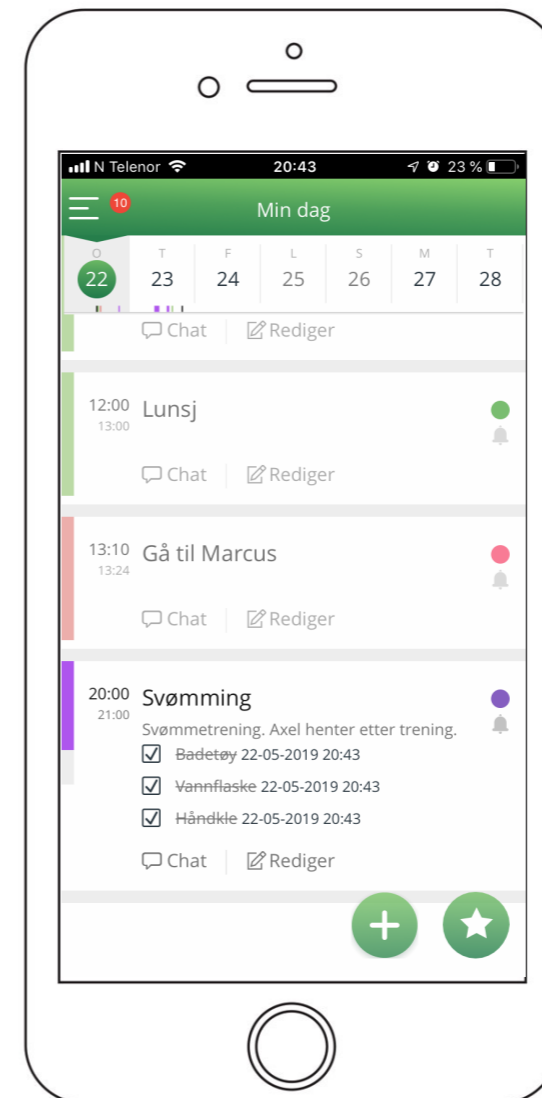 N Telenor 20:43 23 %
10 Min dag
O T F L S M T
22 23 24 25 26 27 28
Chat Rediger
12:00 Lunsj
13:00
Chat Rediger
13:10 Gå til Marcus
13:24
Chat Rediger
20:00 Svømming
21:00
Svømmetrening. Axel henter etter trening.
Badetøy 22-05-2019 20:43
Vannflaske 22-05-2019 20:43
Håndkle 22-05-2019 20:43
Chat Rediger